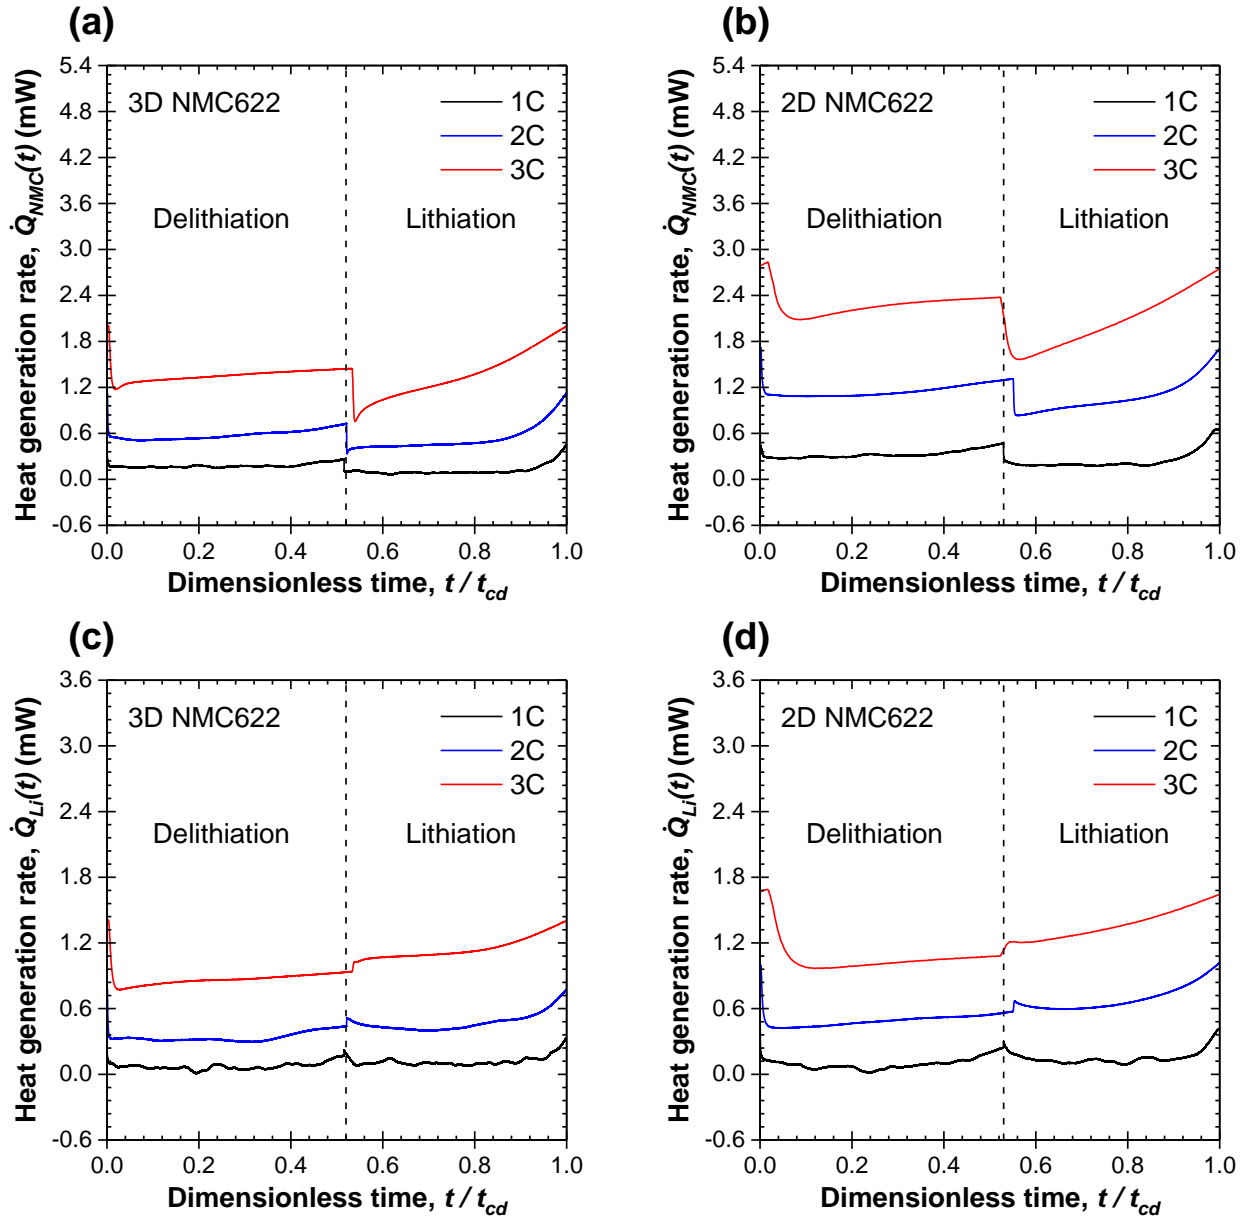 (a)
Heat generation rate, Q̇NMC(t) (mW)
5.4
4.8
4.2
3.6
3.0
2.4
1.8
1.2
0.6
0.0
-0.6
3D NMC622
1C
2C
3C
Delithiation
Lithiation
0.0 0.2 0.4 0.6 0.8 1.0
Dimensionless time, t / tcd
(b)
Heat generation rate, Q̇NMC(t) (mW)
5.4
4.8
4.2
3.6
3.0
2.4
1.8
1.2
0.6
0.0
-0.6
2D NMC622
1C
2C
3C
Delithiation
Lithiation
0.0 0.2 0.4 0.6 0.8 1.0
Dimensionless time, t / tcd
(c)
Heat generation rate, Q̇Li(t) (mW)
3.6
3.0
2.4
1.8
1.2
0.6
0.0
-0.6
3D NMC622
1C
2C
3C
Delithiation
Lithiation
0.0 0.2 0.4 0.6 0.8 1.0
Dimensionless time, t / tcd
(d)
Heat generation rate, Q̇Li(t) (mW)
3.6
3.0
2.4
1.8
1.2
0.6
0.0
-0.6
2D NMC622
1C
2C
3C
Delithiation
Lithiation
0.0 0.2 0.4 0.6 0.8 1.0
Dimensionless time, t / tcd